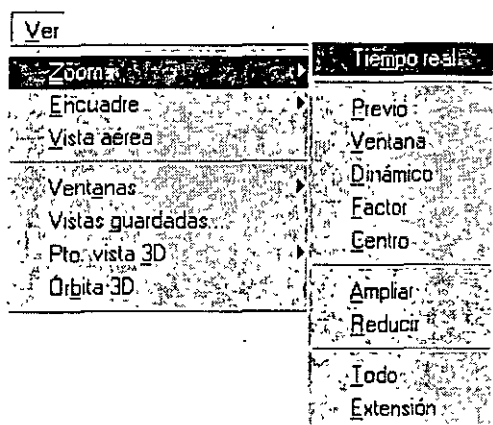 Ver
Zoom
Encuadre
Vista aérea
Ventanas
Vistas guardadas...
Pto. vista 3D
Órbita 3D
Tiempo real
Previo
Ventana
Dinámico
Factor
Centro
Ampliar
Reducir
Todo
Extensión